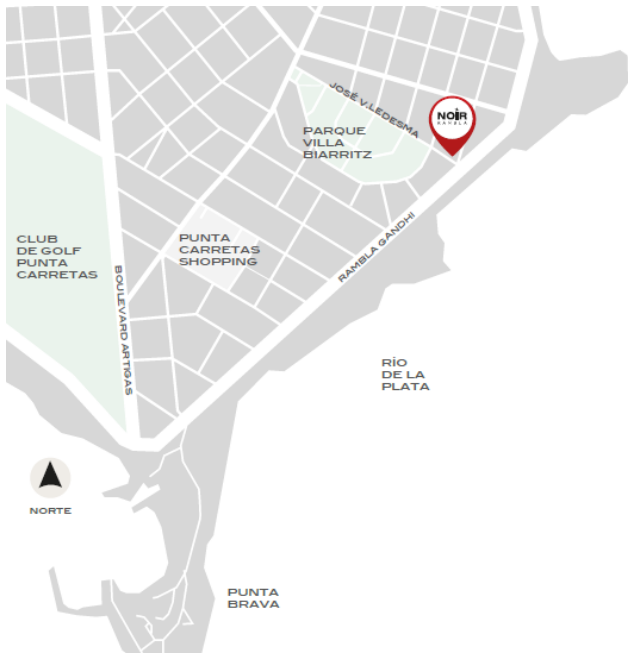 JOSÉ V.LEDESMA
NOIR
RAMBLA
PARQUE
VILLA
BIARRITZ
CLUB
DE GOLF
PUNTA
CARRETAS
PUNTA
CARRETAS
SHOPPING
RAMBLA GANDHI
BOULEVARD ARTIGAS
RÍO
DE LA
PLATA
NORTE
PUNTA
BRAVA